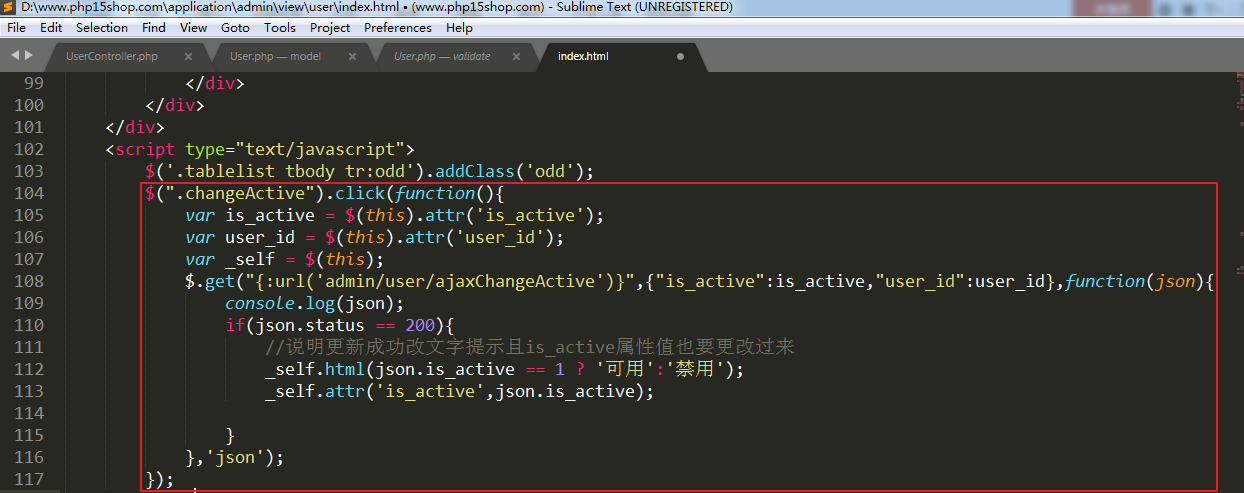 D:\www.php15shop.com\application\admin\view\user\index.html • (www.php15shop.com) - Sublime Text (UNREGISTERED)
File Edit Selection Find View Goto Tools Project Preferences Help
UserController.php × User.php — model × User.php — validate × index.html
99 </div>
100 </div>
101 </div>
102 <script type="text/javascript">
103 $('.tablelist tbody tr:odd').addClass('odd');
104 $(".changeActive").click(function(){
105 var is_active = $(this).attr('is_active');
106 var user_id = $(this).attr('user_id');
107 var _self = $(this);
108 $.get("{:url('admin/user/ajaxChangeActive')}",{"is_active":is_active,"user_id":user_id},function(json){
109 console.log(json);
110 if(json.status == 200){
111 //说明更新成功改文字提示且is_active属性值也要更改过来
112 _self.html(json.is_active == 1 ? '可用':'禁用');
113 _self.attr('is_active',json.is_active);
114
115 }
116 },'json');
117 });